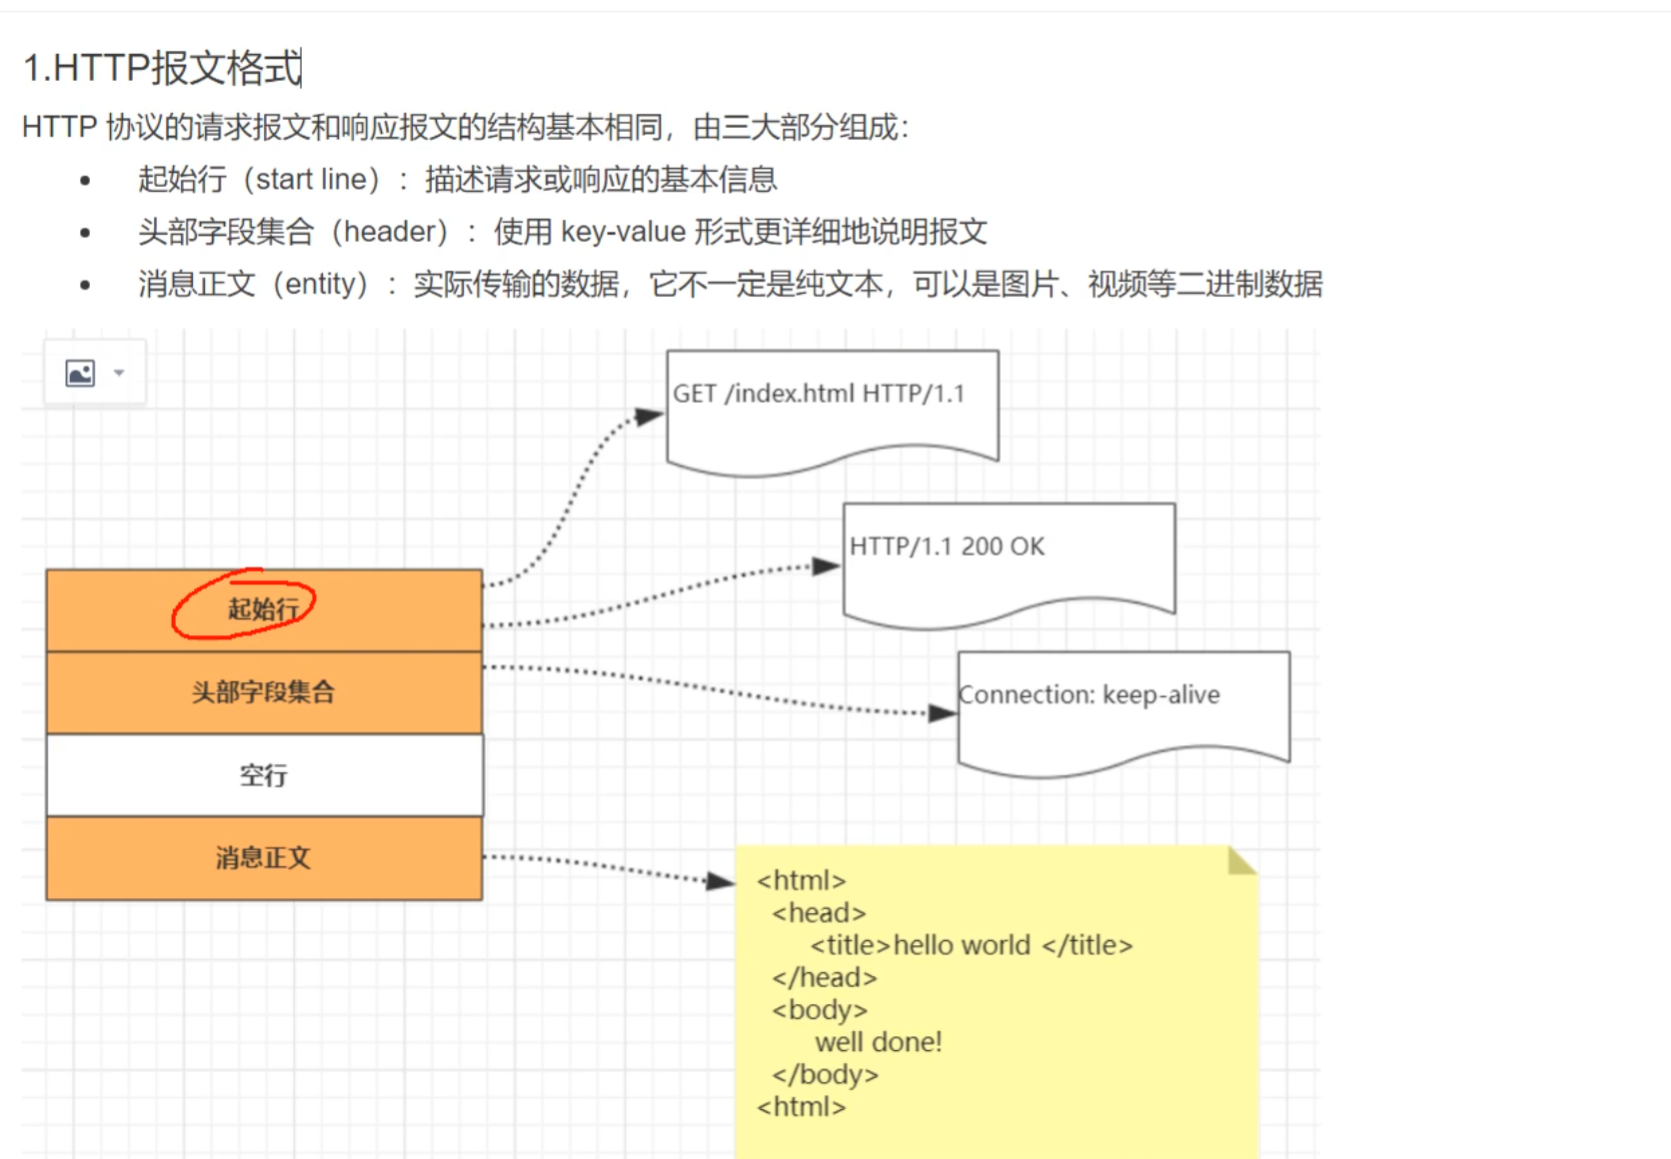 1.HTTP报文格式
HTTP 协议的请求报文和响应报文的结构基本相同，由三大部分组成：
• 起始行（start line）：描述请求或响应的基本信息
• 头部字段集合（header）：使用 key-value 形式更详细地说明报文
• 消息正文（entity）：实际传输的数据，它不一定是纯文本，可以是图片、视频等二进制数据
GET /index.html HTTP/1.1
HTTP/1.1 200 OK
起始行
头部字段集合
Connection: keep-alive
空行
消息正文
<html>
<head>
<title>hello world </title>
</head>
<body>
well done!
</body>
<html>